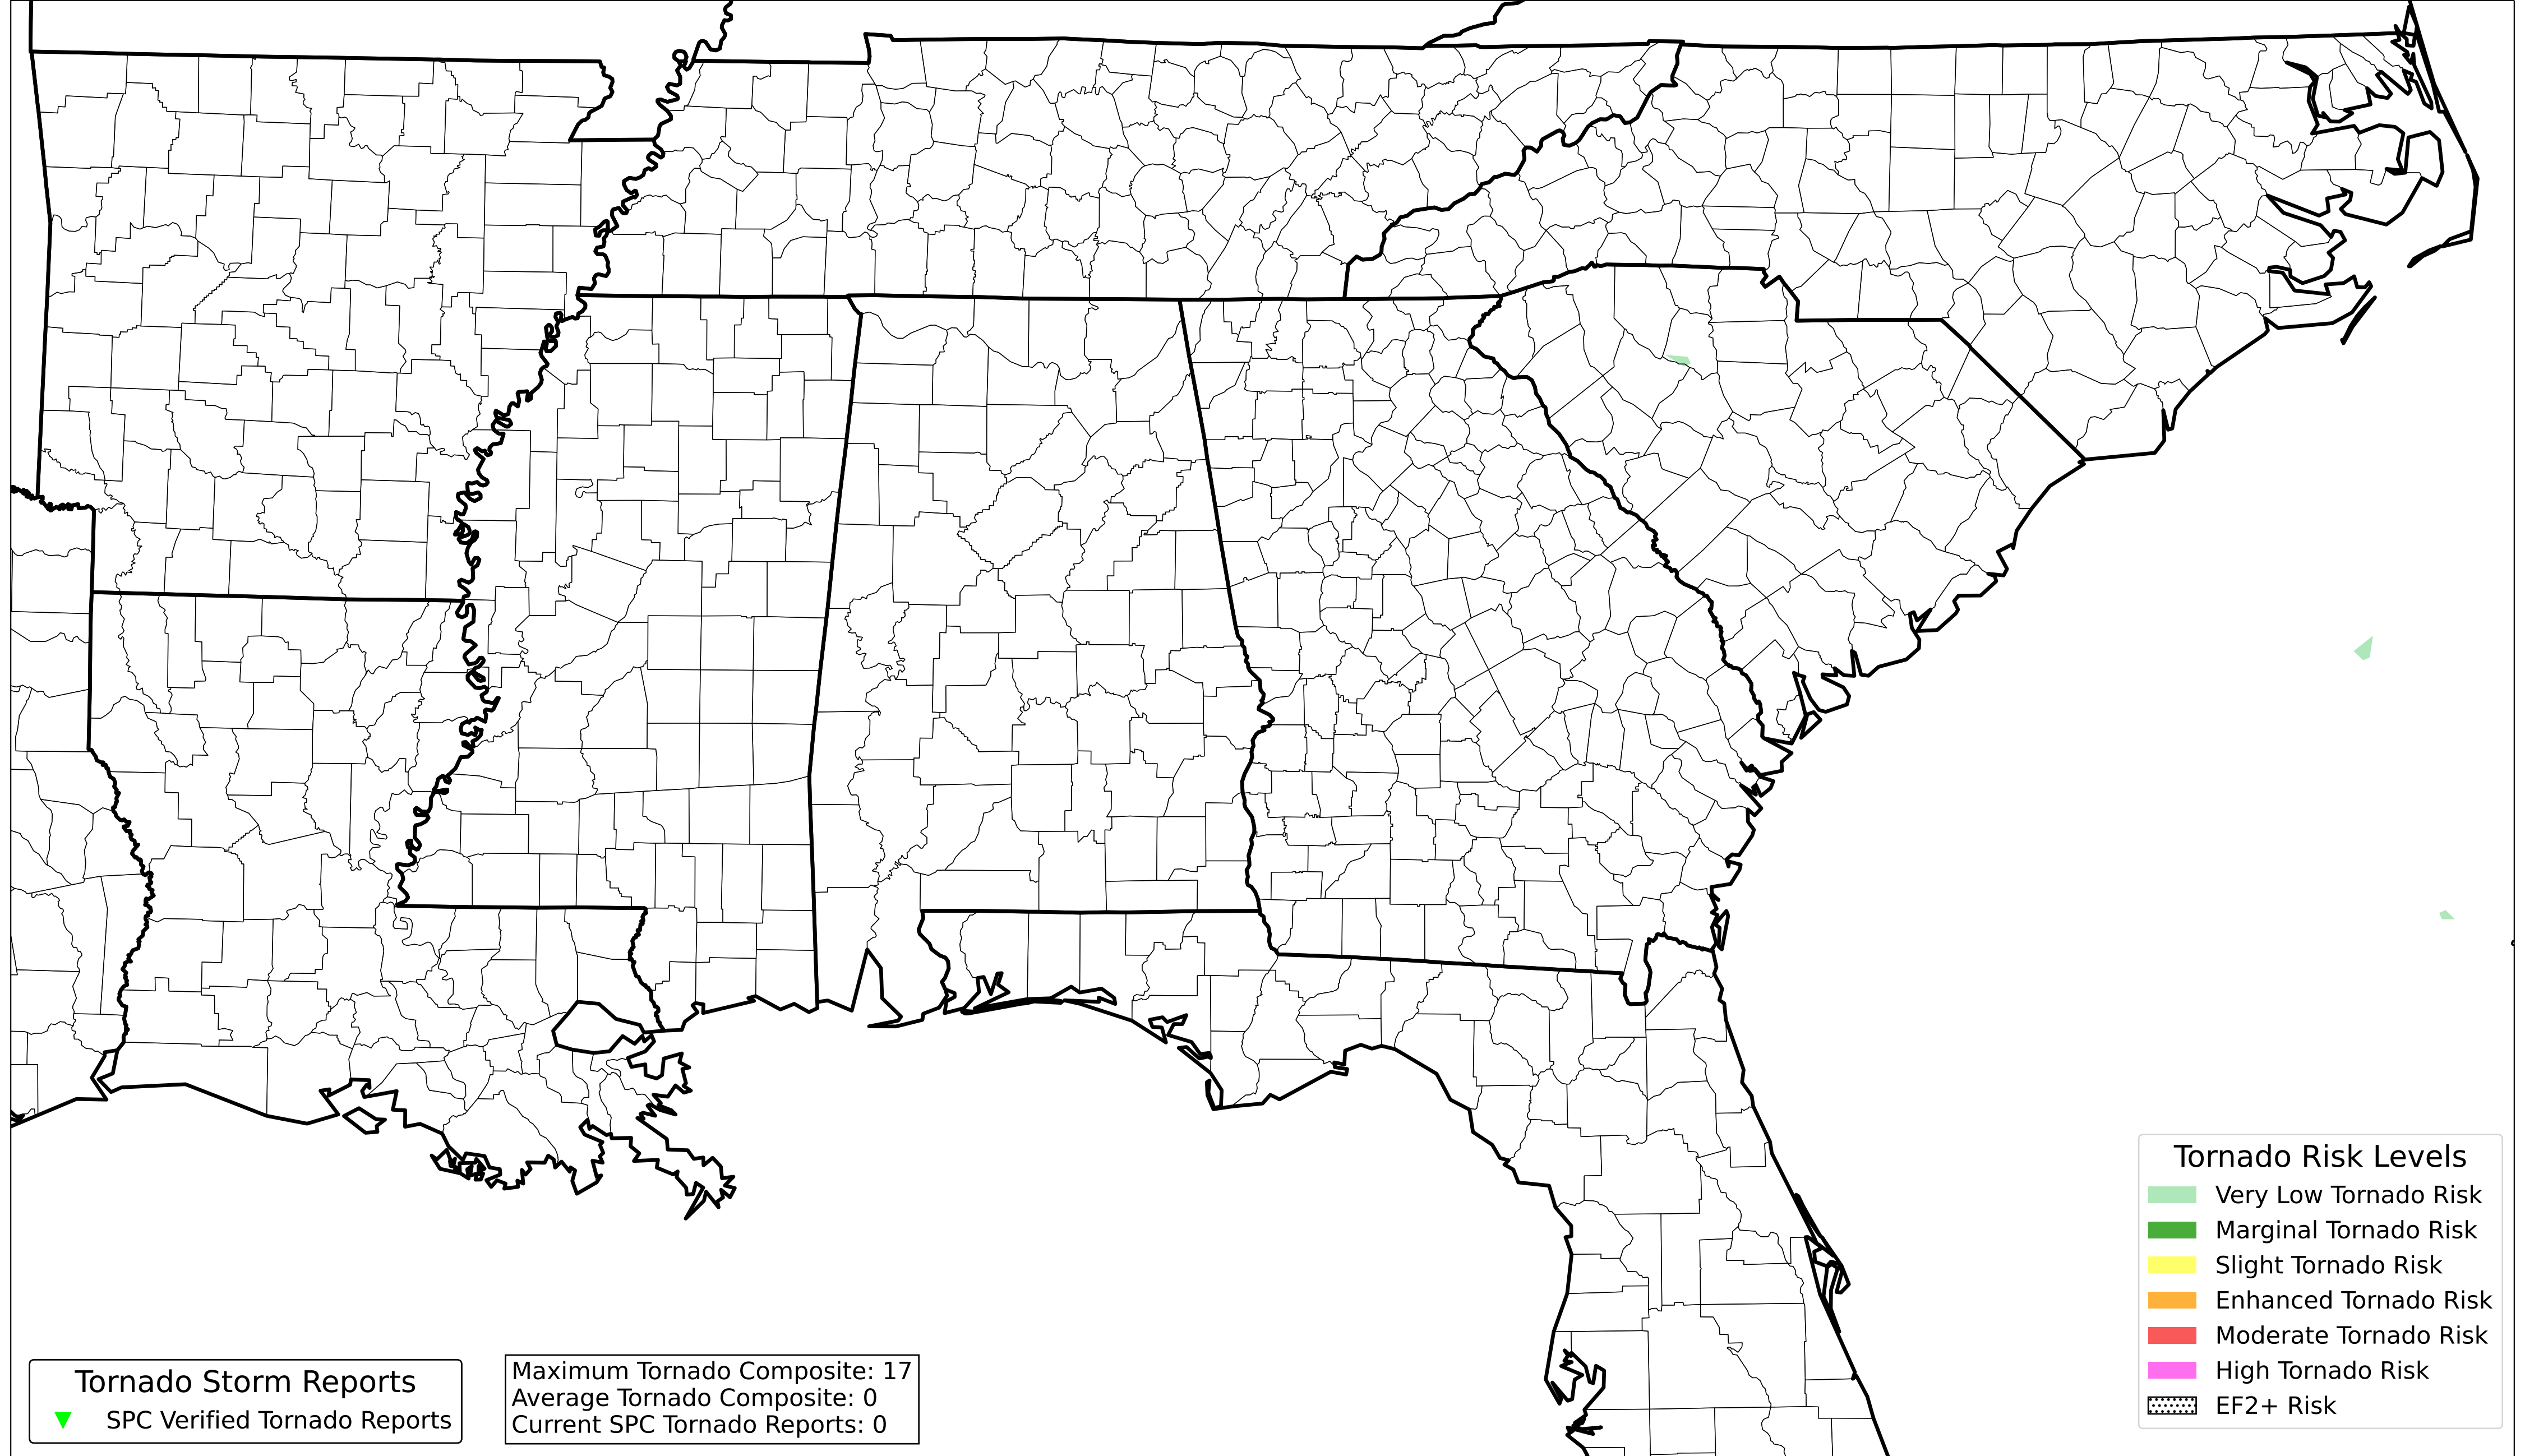 Tornado Risk Levels
Very Low Tornado Risk
Marginal Tornado Risk
Slight Tornado Risk
Enhanced Tornado Risk
Moderate Tornado Risk
High Tornado Risk
EF2+ Risk
Tornado Storm Reports
SPC Verified Tornado Reports
Maximum Tornado Composite: 17
Average Tornado Composite: 0
Current SPC Tornado Reports: 0